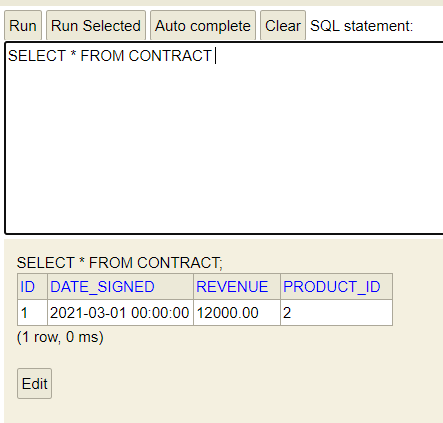 Run Run Selected Auto complete Clear SQL statement:
SELECT * FROM CONTRACT
SELECT * FROM CONTRACT;
ID DATE_SIGNED REVENUE PRODUCT_ID
1 2021-03-01 00:00:00 12000.00 2
(1 row, 0 ms)
Edit